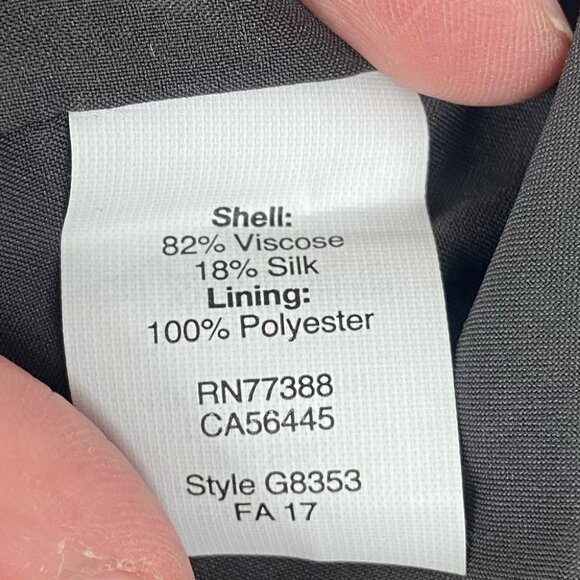 Shell:
82% Viscose
18% Silk
Lining:
100% Polyester
RN77388
CA56445
Style G8353
FA 17